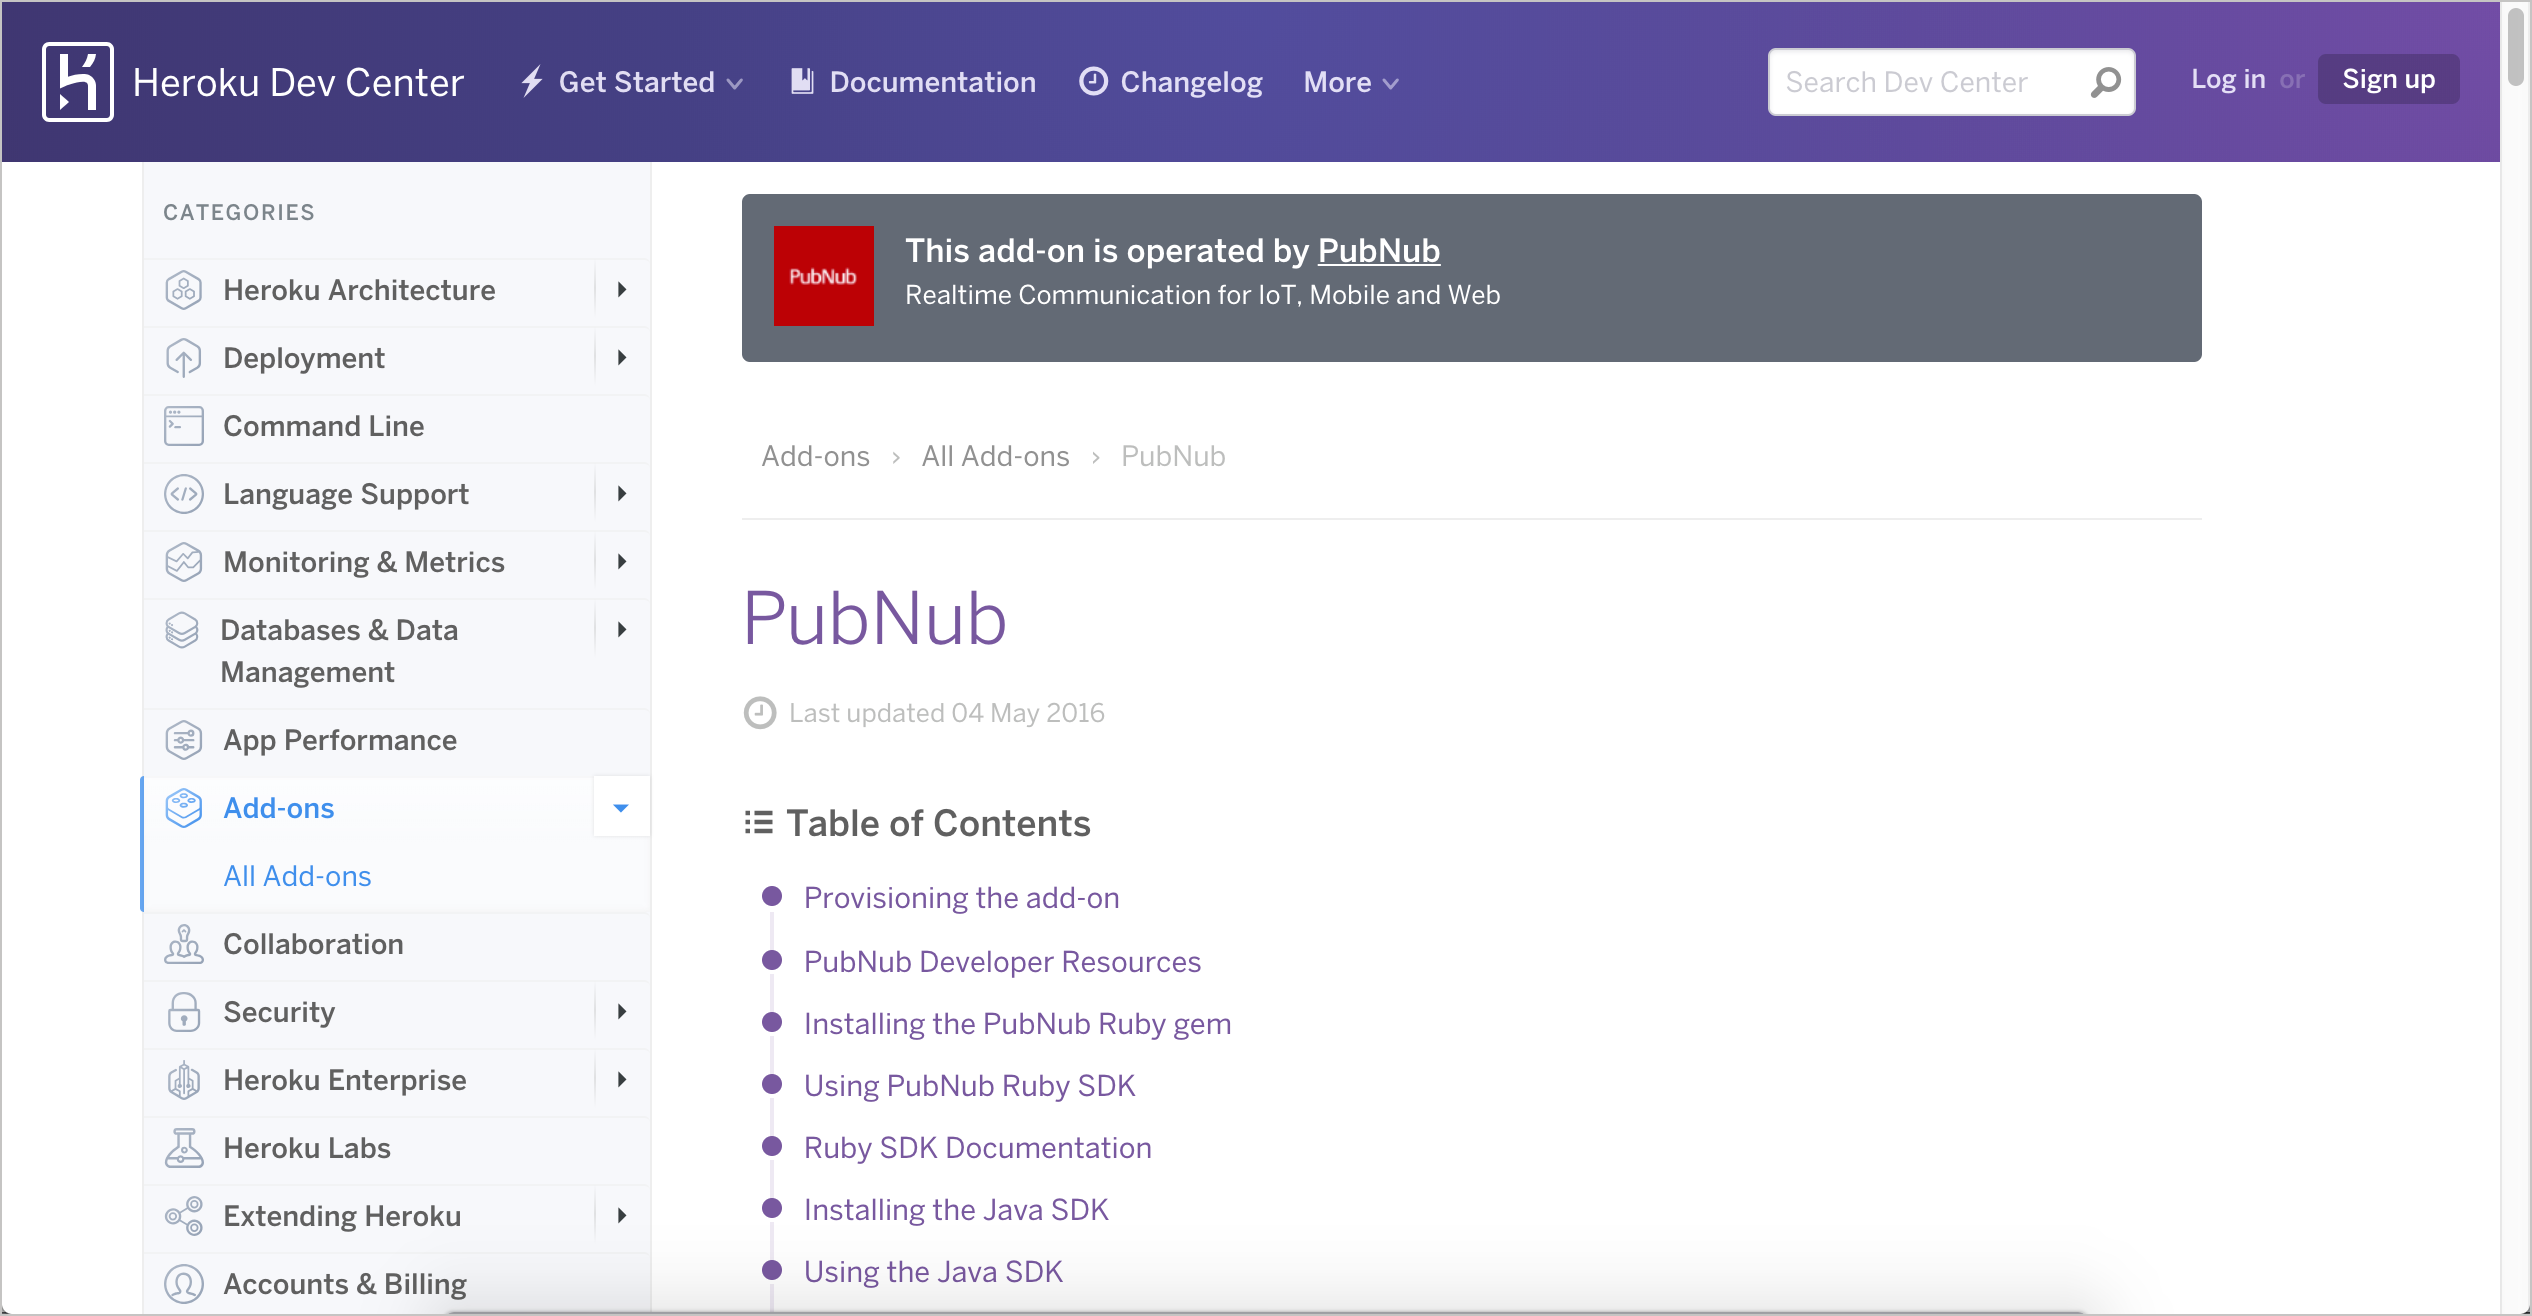 Heroku Dev Center
Get Started
Documentation
Changelog
More
Search Dev Center
Log in or Sign up
CATEGORIES
Heroku Architecture
Deployment
Command Line
Language Support
Monitoring & Metrics
Databases & Data
Management
App Performance
Add-ons
All Add-ons
Collaboration
Security
Heroku Enterprise
Heroku Labs
Extending Heroku
Accounts & Billing
PubNub
This add-on is operated by PubNub
Realtime Communication for IoT, Mobile and Web
Add-ons › All Add-ons › PubNub
PubNub
Last updated 04 May 2016
Table of Contents
Provisioning the add-on
PubNub Developer Resources
Installing the PubNub Ruby gem
Using PubNub Ruby SDK
Ruby SDK Documentation
Installing the Java SDK
Using the Java SDK